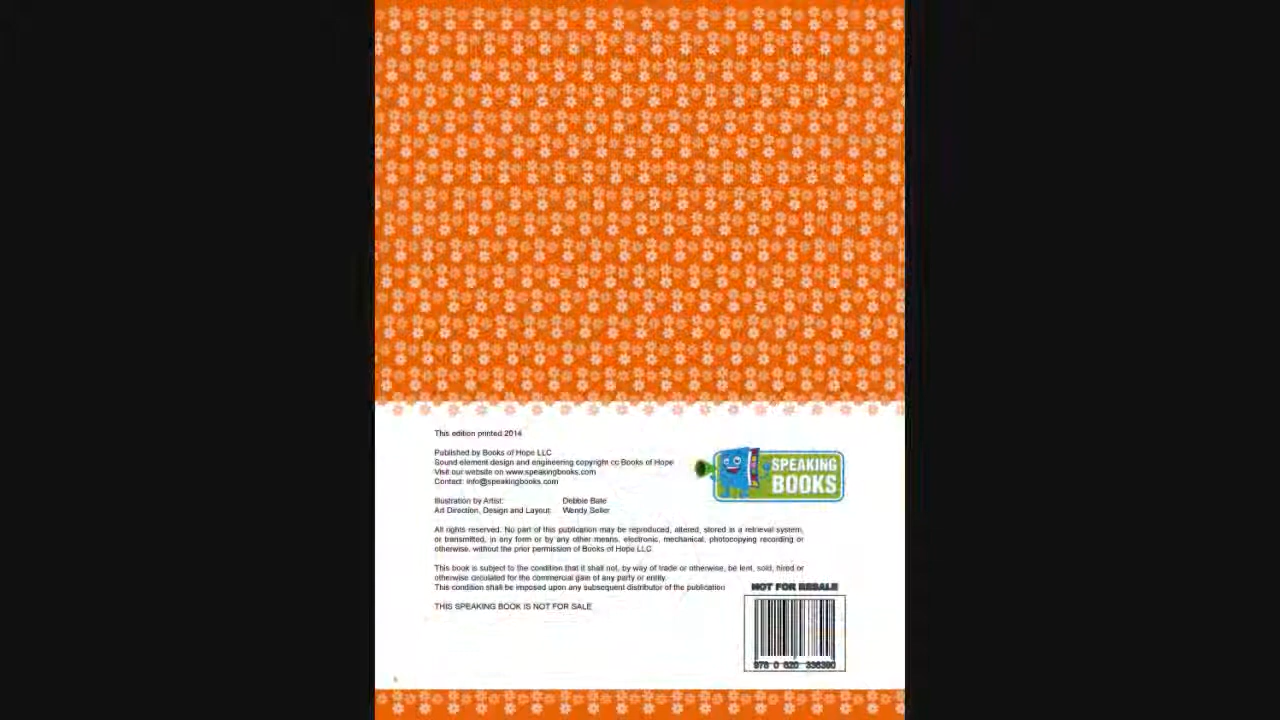 This edition printed 2014
Published by Books of Hope LLC
Sound element design and engineering copyright cc Books of Hope
Visit our website on www.speakingbooks.com
Contact: info@speakingbooks.com
SPEAKING
BOOKS
Illustration by Artist: Debbie Bate
Art Direction, Design and Layout: Wendy Seller
All rights reserved. No part of this publication may be reproduced, altered, stored in a retrieval system,
or transmitted, in any form or by any other means, electronic, mechanical, photocopying recording or
otherwise, without the prior permission of Books of Hope LLC
This book is subject to the condition that it shall not, by way of trade or otherwise, be lent, sold, hired or
otherwise circulated for the commercial gain of any party or entity.
This condition shall be imposed upon any subsequent distributor of the publication
THIS SPEAKING BOOK IS NOT FOR SALE
NOT FOR RESALE
978 0 620 336390